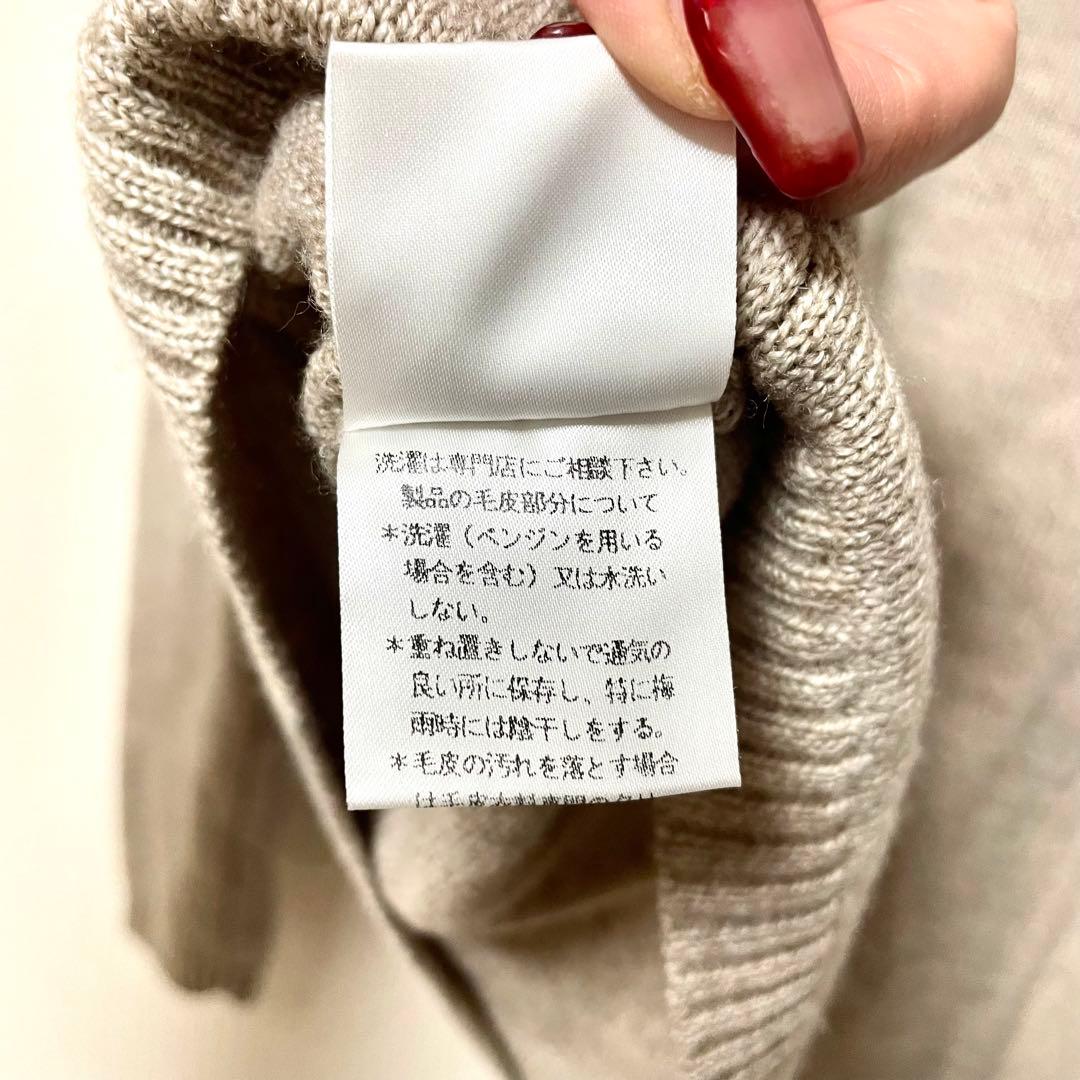 洗濯は専門店にご相談下さい。
製品の毛皮部分について
*洗濯(ベンジンを用いる
場合を含む)又は水洗い
しない。
*重ね置きしないで通気の
良い所に保存し、特に梅
雨時には陰干しをする。
*毛皮の汚れを落とす場合
は毛皮